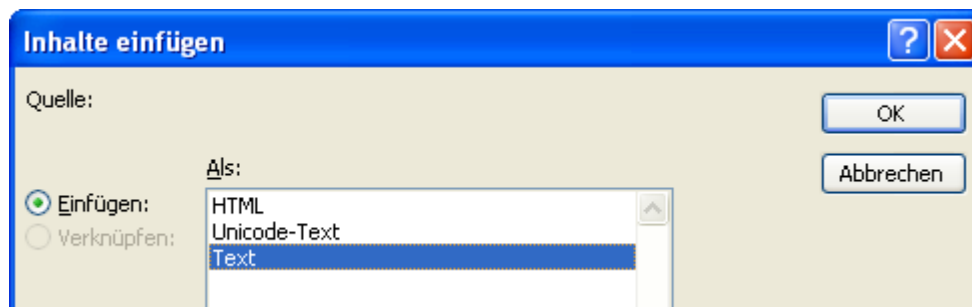 Inhalte einfügen
Quelle:
OK
Als:
Abbrechen
Einfügen:
HTML
Verknüpfen:
Unicode-Text
Text